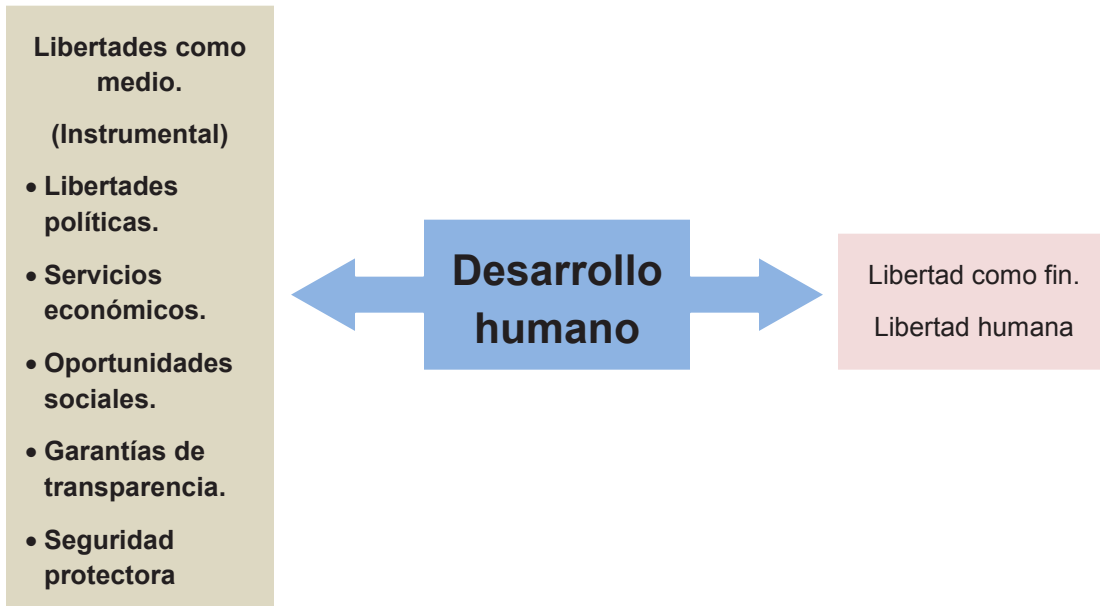 Libertades como
medio.
(Instrumental)
• Libertades
políticas.
• Servicios
económicos.
• Oportunidades
sociales.
• Garantías de
transparencia.
• Seguridad
protectora
Desarrollo
humano
Libertad como fin.
Libertad humana